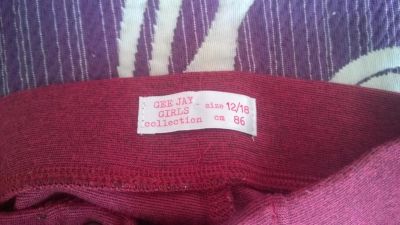 GEE JAY
GIRLS
collection
- size 12/18
cm 86